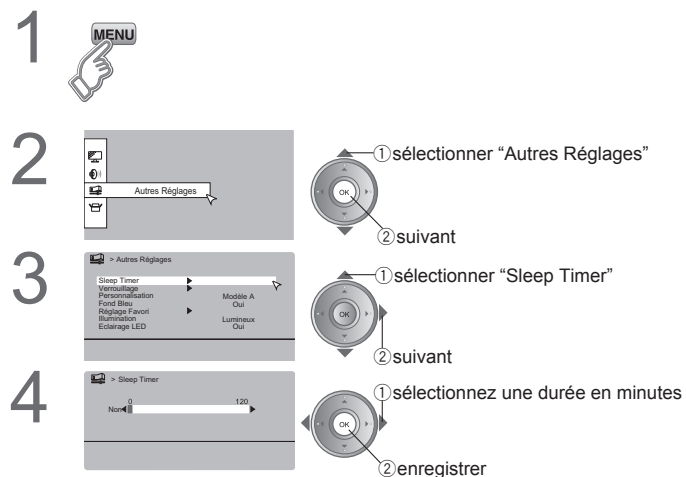 1
MENU
2
Autres Réglages
OK
①sélectionner “Autres Réglages”
②suivant
3
> Autres Réglages
Sleep Timer
Verrouillage
Personnalisation Modèle A
Fond Bleu Oui
Réglage Favori
Illumination Lumineux
Eclairage LED Oui
OK
①sélectionner “Sleep Timer”
②suivant
4
> Sleep Timer
0 120
Non
OK
①sélectionnez une durée en minutes
②enregistrer